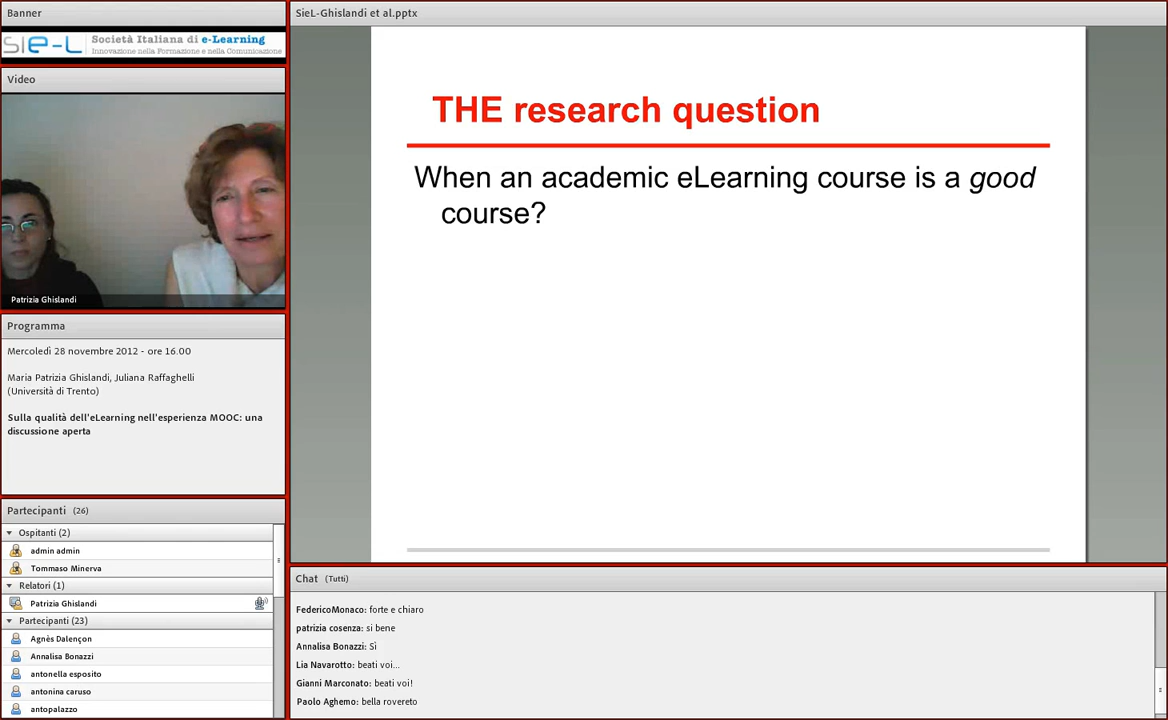 Banner
sie-L Società Italiana di e-Learning
Innovazione nella Formazione e nella Comunicazione
Video
Patrizia Ghislandi
Programma
Mercoledì 28 novembre 2012 - ore 16.00
Maria Patrizia Ghislandi, Juliana Raffaghelli
(Università di Trento)
Sulla qualità dell'eLearning nell'esperienza MOOC: una
discussione aperta
Partecipanti (26)
Ospitanti (2)
admin admin
Tommaso Minerva
Relatori (1)
Patrizia Ghislandi
Partecipanti (23)
Agnès Dalençon
Annalisa Bonazzi
antonella esposito
antonina caruso
antopalazzo
SieL-Ghislandi et al.pptx
THE research question
When an academic eLearning course is a good
course?
Chat (Tutti)
FedericoMonaco: forte e chiaro
patrizia cosenza: si bene
Annalisa Bonazzi: Sì
Lia Navarotto: beati voi...
Gianni Marconato: beati voi!
Paolo Aghemo: bella rovereto